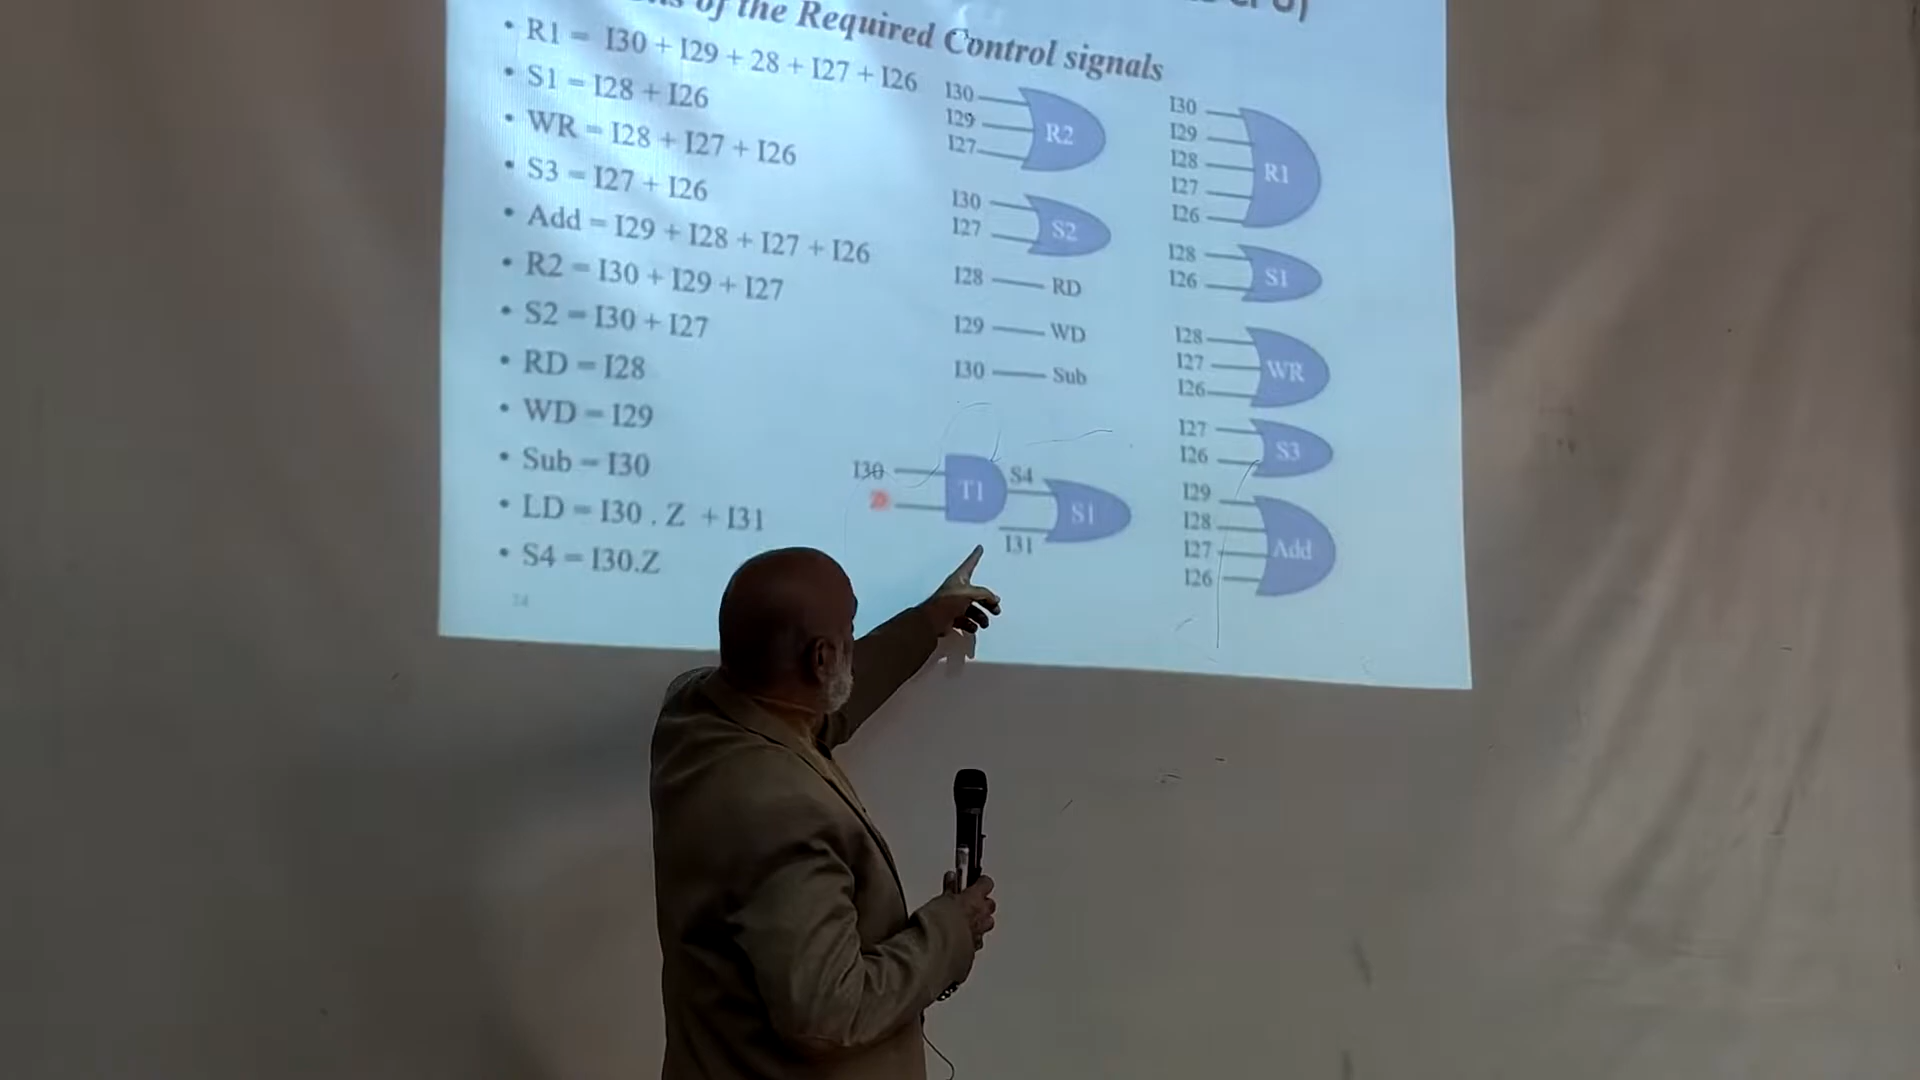 of the Required Control signals
• R1 = I30 + I29 + 28 + I27 + I26
• S1 = I28 + I26
• WR = I28 + I27 + I26
• S3 = I27 + I26
• Add = I29 + I28 + I27 + I26
• R2 = I30 + I29 + I27
• S2 = I30 + I27
• RD = I28
• WD = I29
• Sub = I30
• LD = I30 . Z + I31
• S4 = I30.Z
I30
I29
I27
R2
I30
I27
S2
I28 RD
I29 WD
I30 Sub
I30
T1
S4
I31
S1
I30
I29
I28
I27
I26
R1
I28
I26
S1
I28
I27
I26
WR
I27
I26
S3
I29
I28
I27
I26
Add